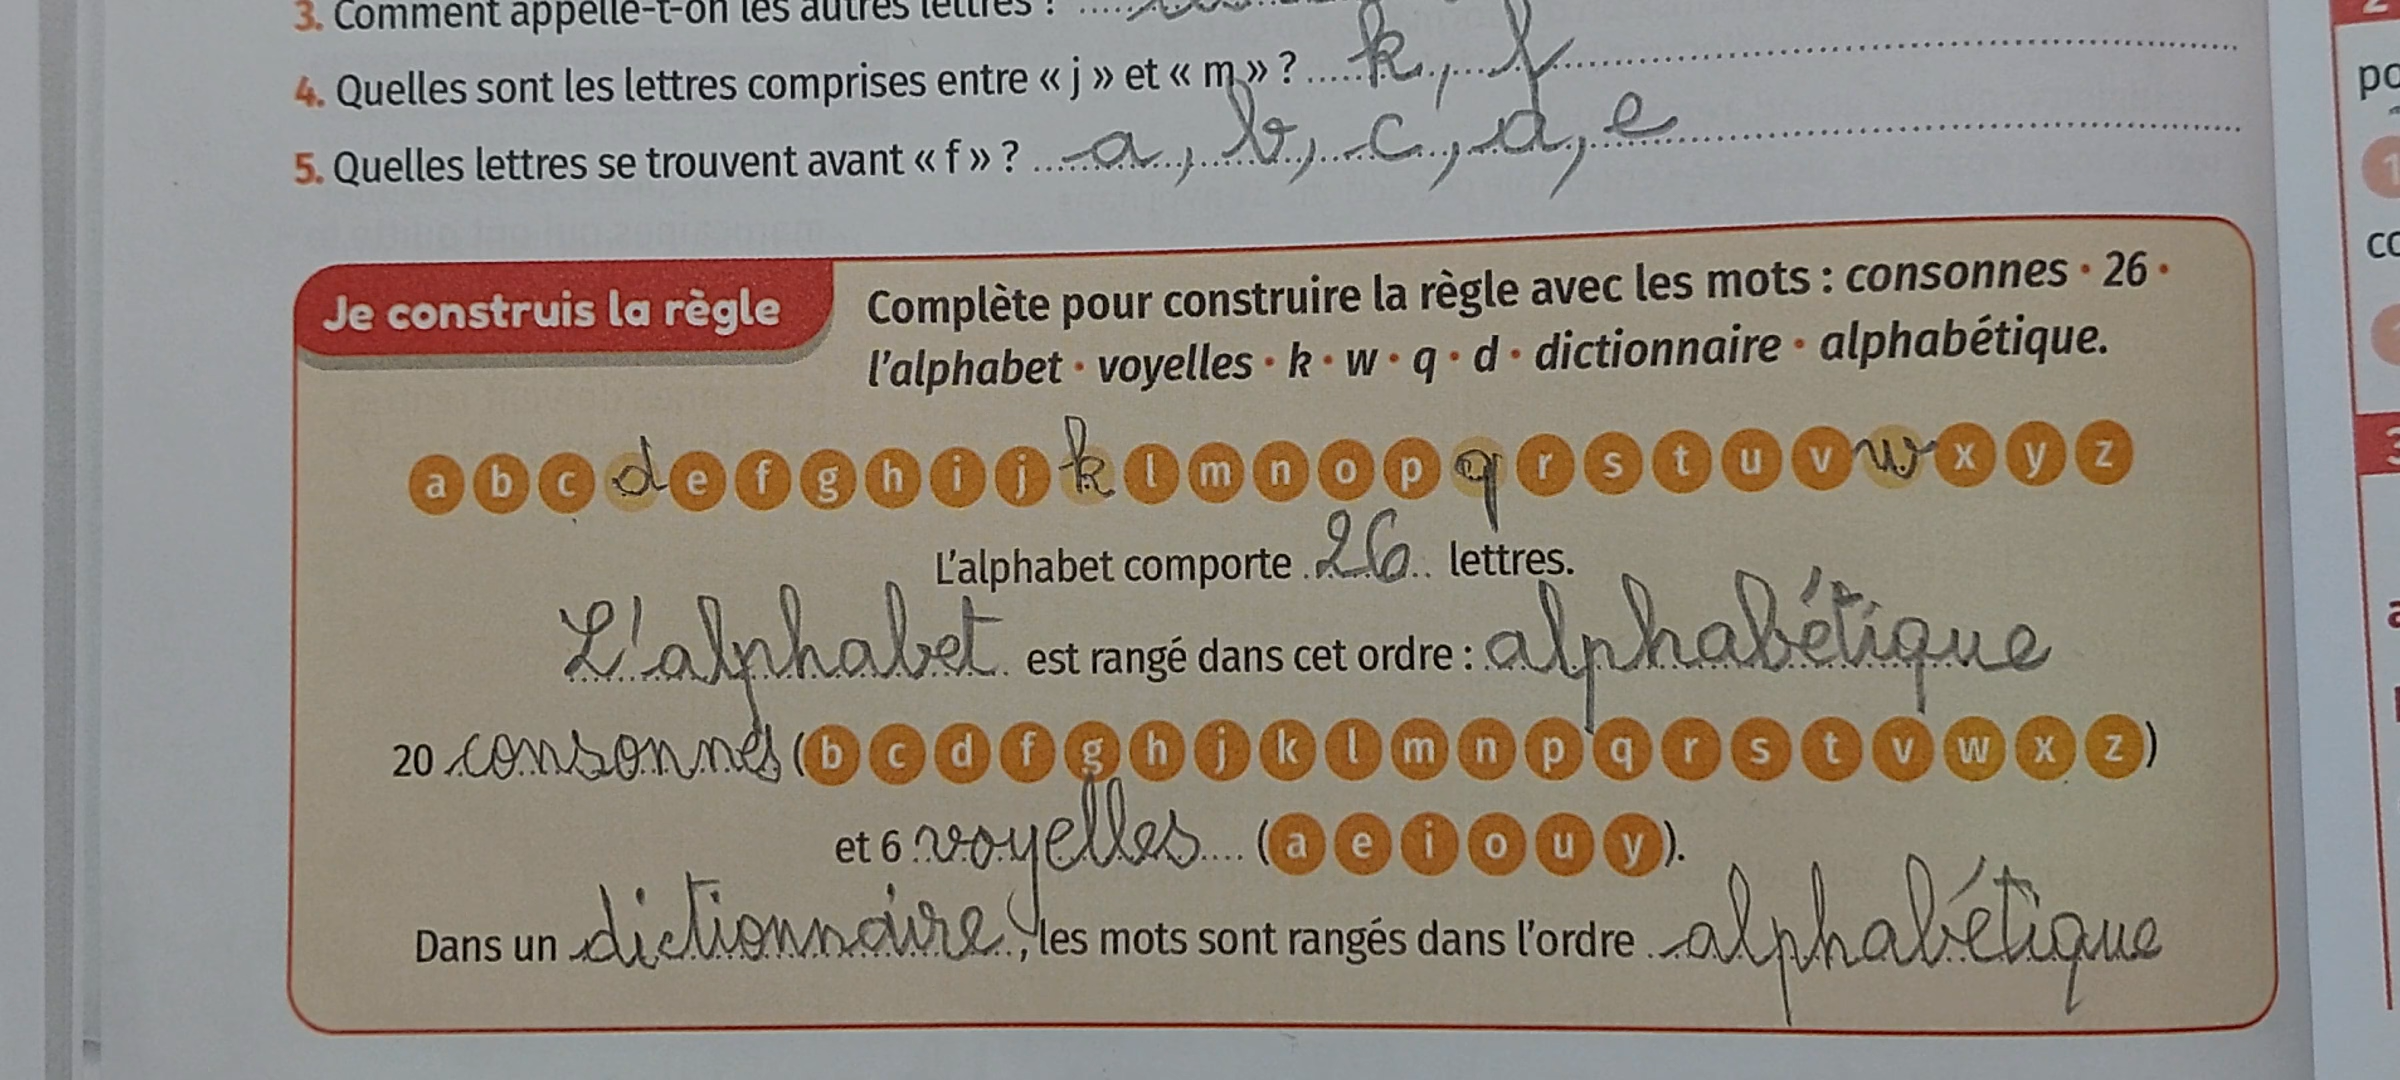 3. Comment appelle-t-on les autres lettres ?
4. Quelles sont les lettres comprises entre « j » et « m » ? k, l
5. Quelles lettres se trouvent avant « f » ? a, b, c, d, e
Je construis la règle
Complète pour construire la règle avec les mots : consonnes · 26 ·
l'alphabet · voyelles · k · w · q · d · dictionnaire · alphabétique.
a b c d e f g h i j k l m n o p q r s t u v w x y z
L'alphabet comporte 26 lettres.
L'alphabet est rangé dans cet ordre : alphabétique
20 consonnes (b c d f g h j k l m n p q r s t v w x z)
et 6 voyelles (a e i o u y).
Dans un dictionnaire, les mots sont rangés dans l'ordre alphabétique